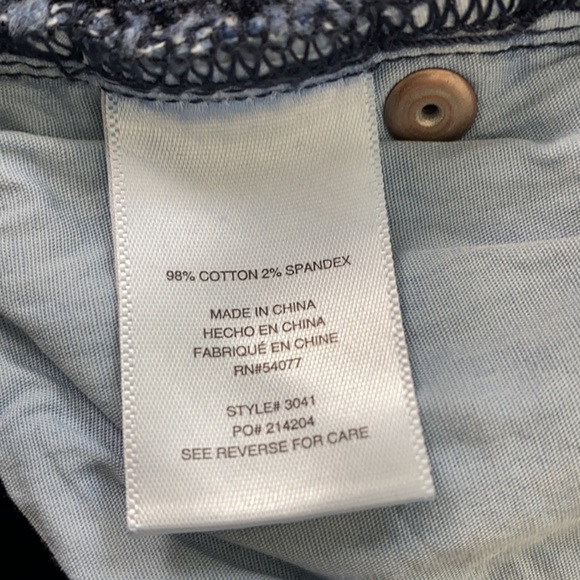 98% COTTON 2% SPANDEX
MADE IN CHINA
HECHO EN CHINA
FABRIQUÉ EN CHINE
RN#54077
STYLE# 3041
PO# 214204
SEE REVERSE FOR CARE